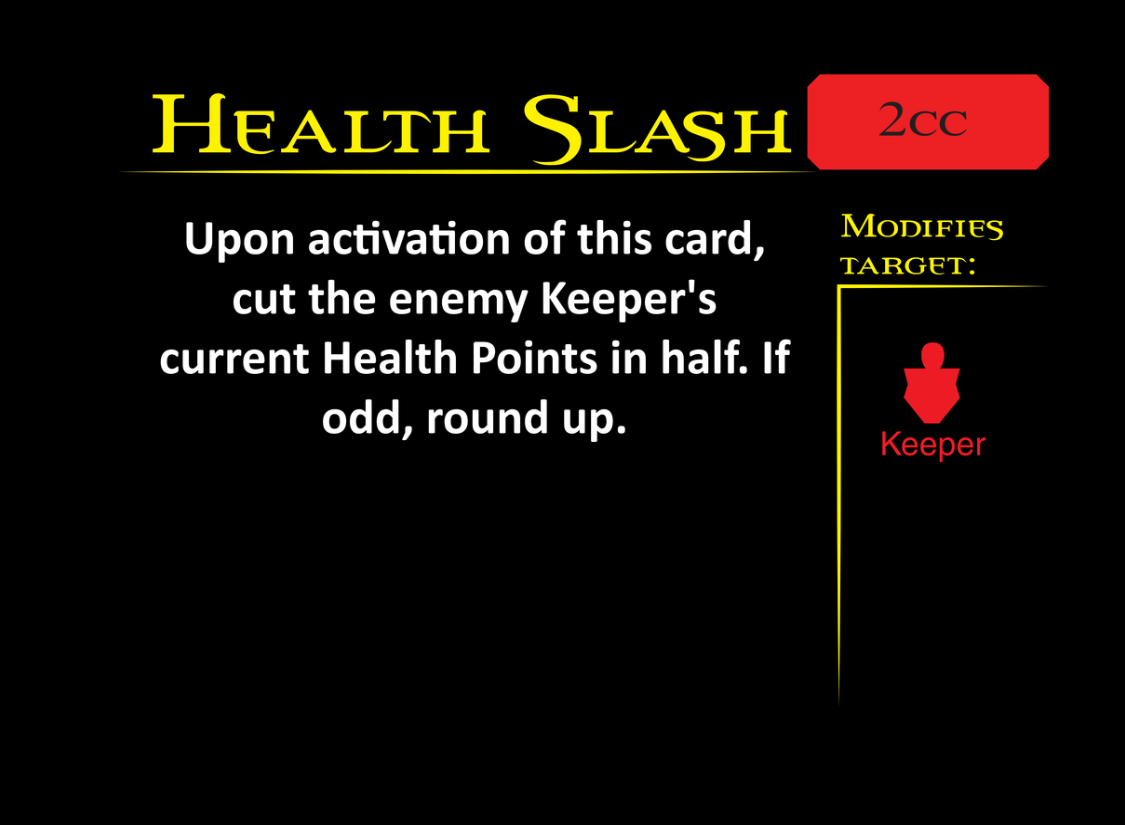 Health Slash
2cc
Upon activation of this card,
cut the enemy Keeper's
current Health Points in half. If
odd, round up.
Modifies
target:
Keeper